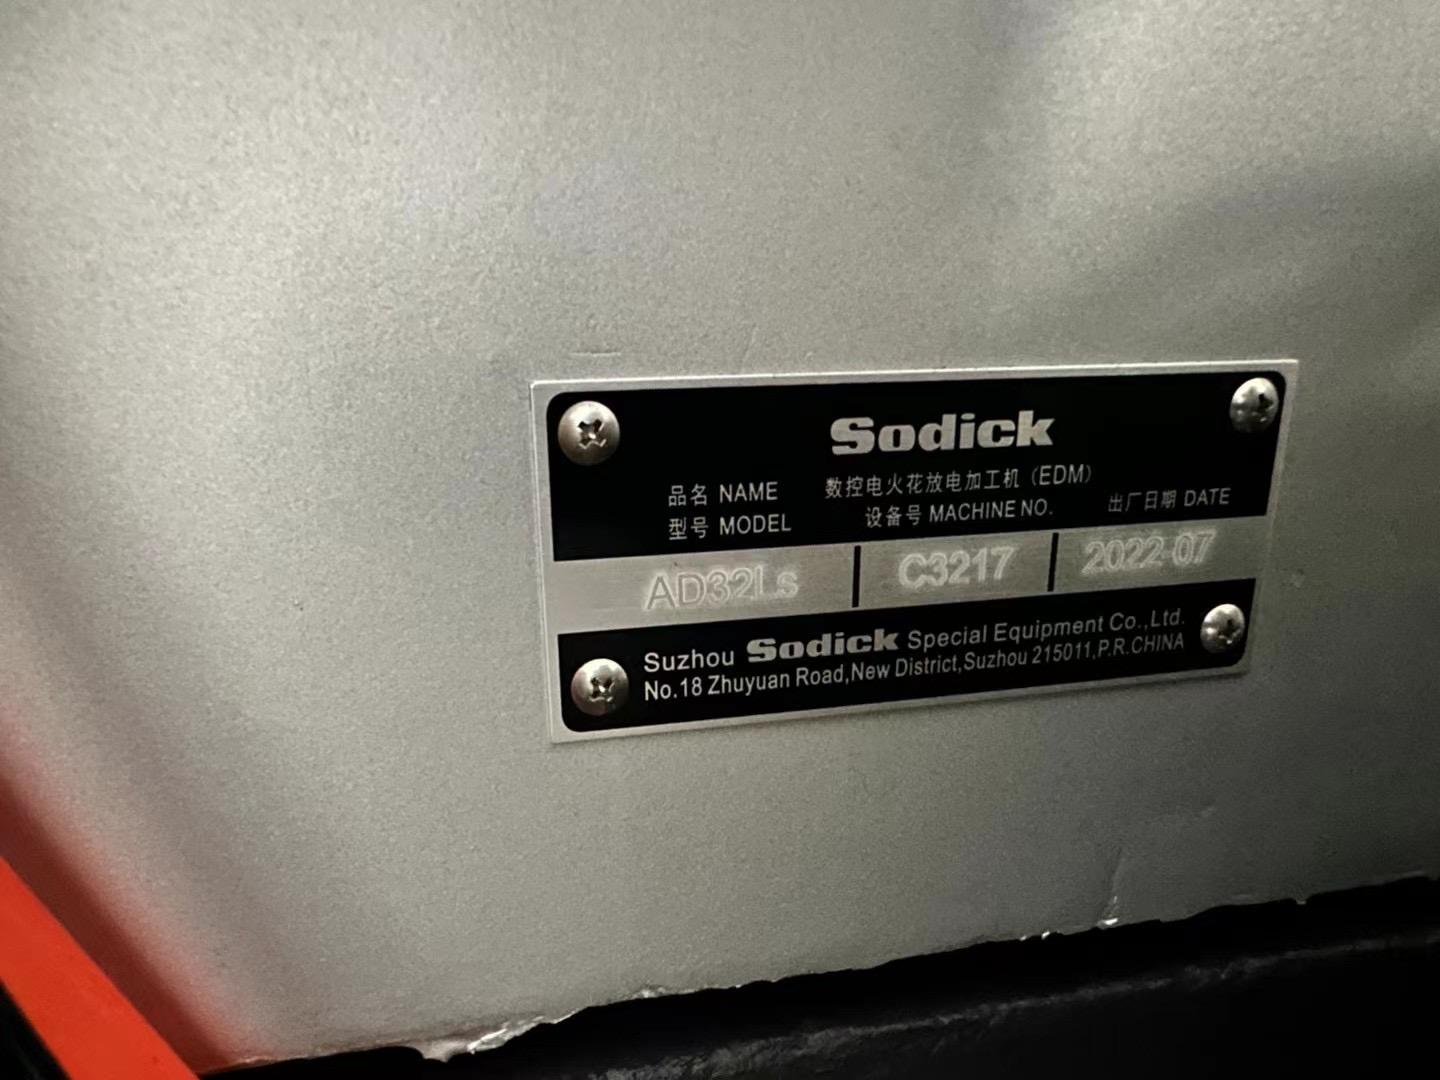 Sodick
品名 NAME 数控电火花放电加工机（EDM）
型号 MODEL 设备号 MACHINE NO. 出厂日期 DATE
AD32Ls C3217 2022-07
Suzhou Sodick Special Equipment Co.,Ltd.
No.18 Zhuyuan Road,New District,Suzhou 215011,P.R.CHINA